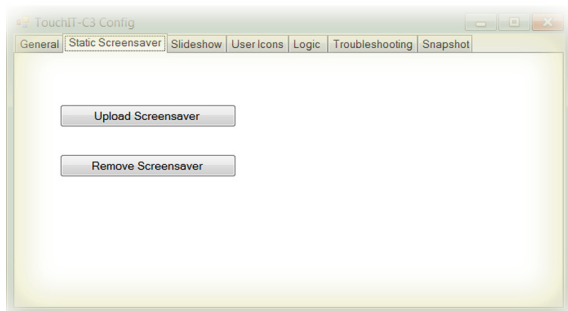 TouchIT-C3 Config
General Static Screensaver Slideshow User Icons Logic Troubleshooting Snapshot
Upload Screensaver
Remove Screensaver